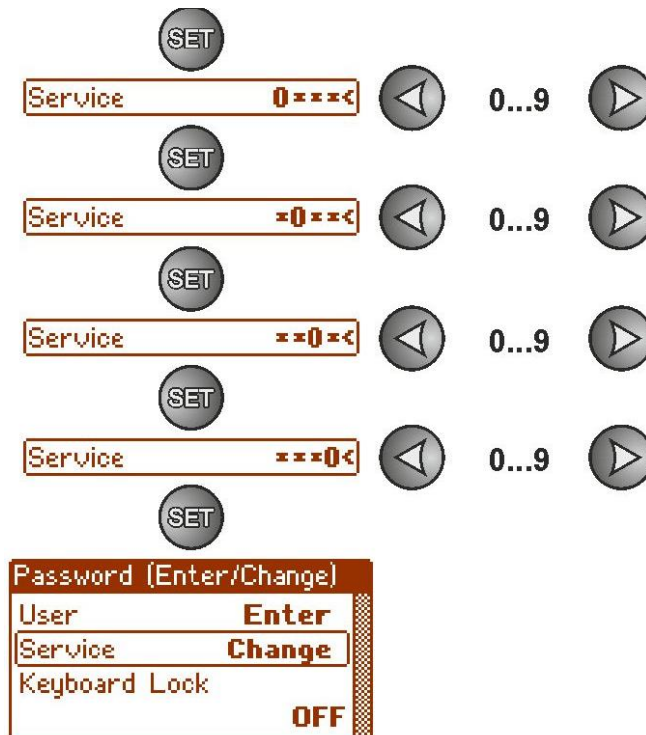 SET
Service 0***< 0...9
SET
Service *0**< 0...9
SET
Service **0*< 0...9
SET
Service ***0< 0...9
SET
Password (Enter/Change)
User Enter
Service Change
Keyboard Lock
OFF